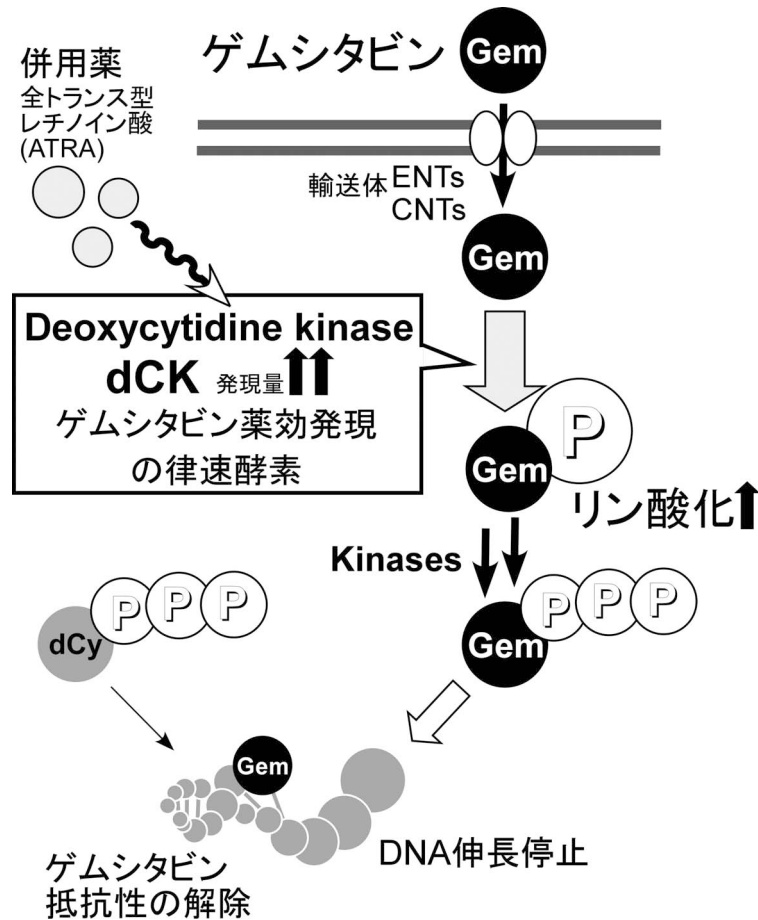 ゲムシタビン
Gem
併用薬
全トランス型
レチノイン酸
(ATRA)
輸送体 ENTs
CNTs
Gem
Deoxycytidine kinase
dCK 発現量⬆⬆
ゲムシタビン薬効発現
の律速酵素
P
Gem
リン酸化⬆
Kinases
P P P
dCy
P P P
Gem
Gem
DNA伸長停止
ゲムシタビン
抵抗性の解除